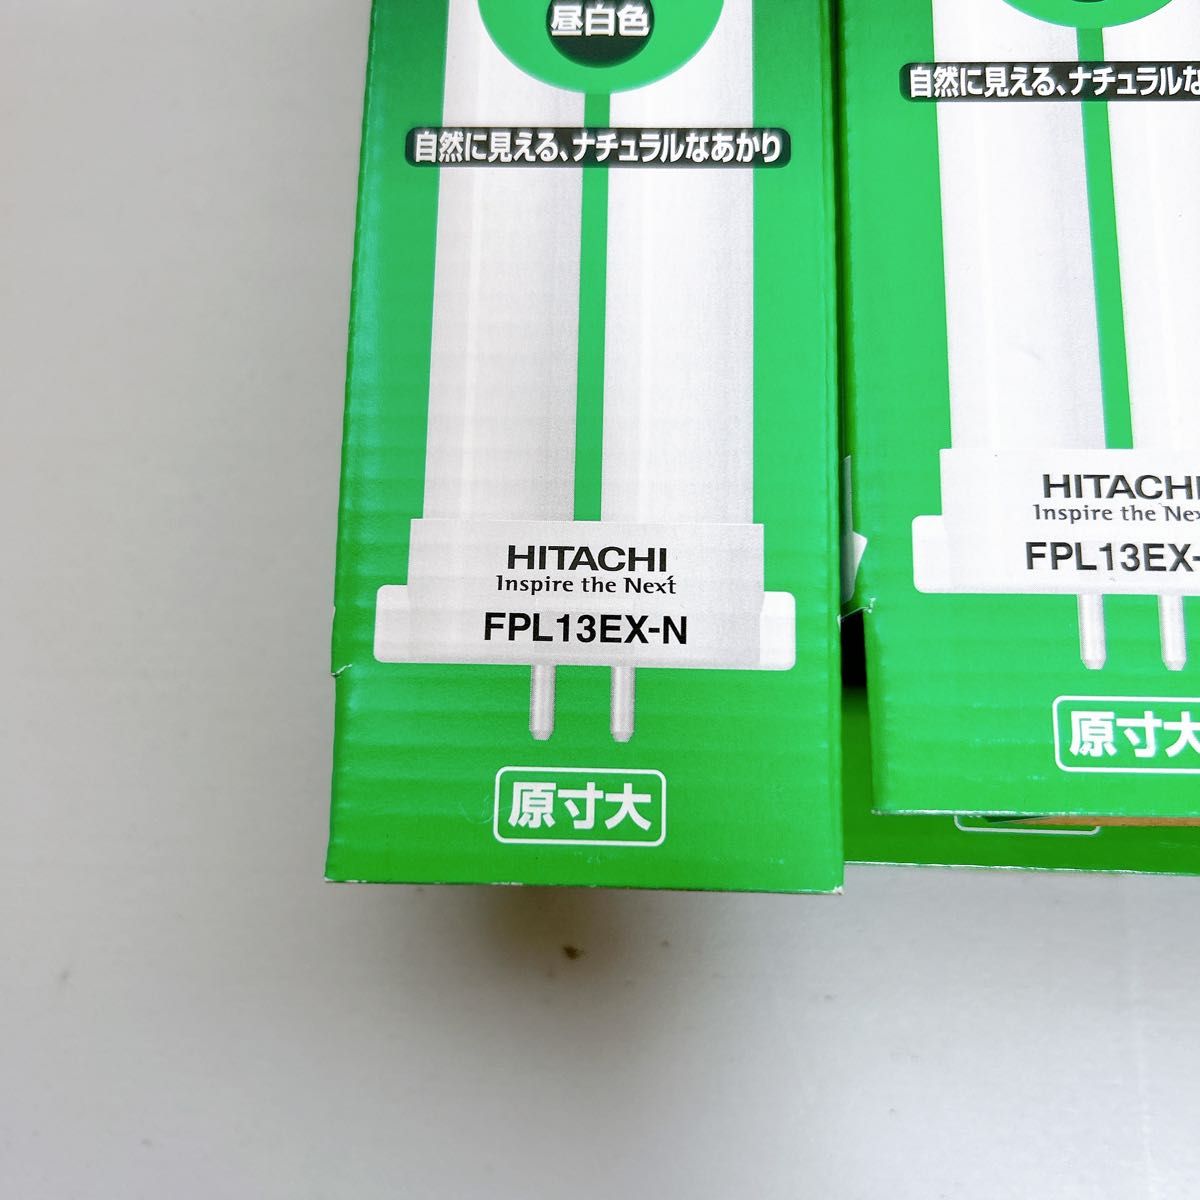 昼白色
自然に見える、ナチュラルなあかり
HITACHI
Inspire the Next
FPL13EX-N
原寸大
自然に見える、ナチュラルな
HITACHI
Inspire the Nex
FPL13EX-
原寸大